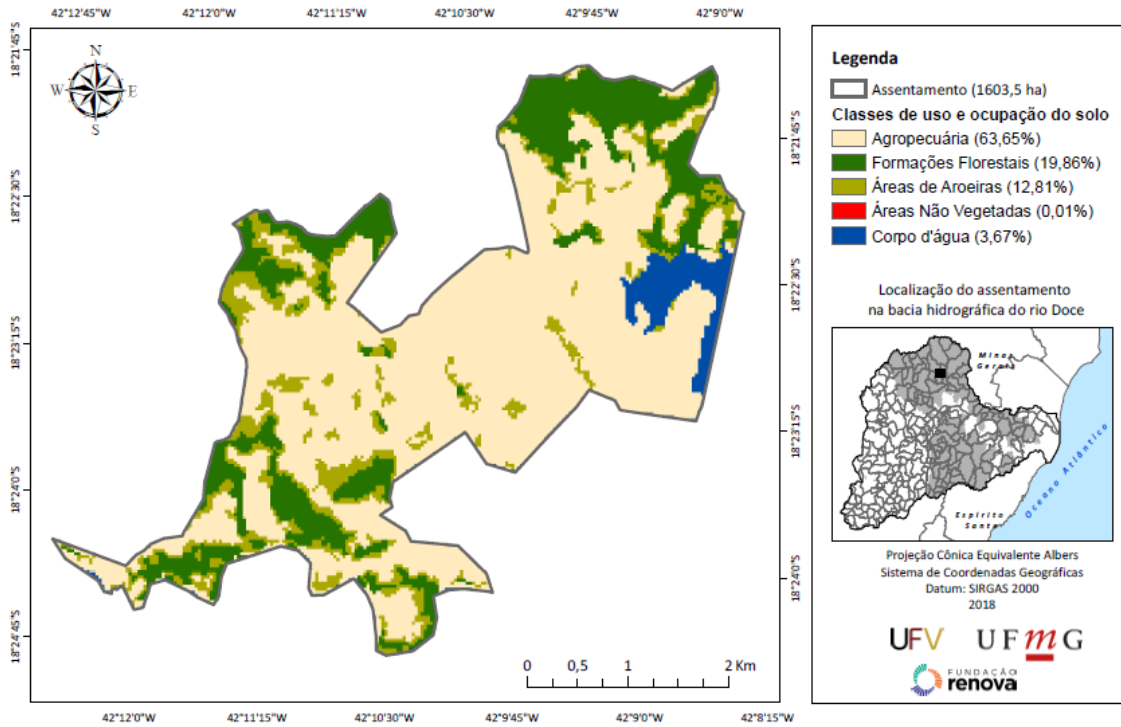 42°12'45"W 42°12'0"W 42°11'15"W 42°10'30"W 42°9'45"W 42°9'0"W
18°21'45"S
18°22'30"S
18°23'15"S
18°24'0"S
18°24'45"S
N
W E
S
18°21'45"S
18°22'30"S
18°23'15"S
18°24'0"S
0 0,5 1 2 Km
42°12'0"W 42°11'15"W 42°10'30"W 42°9'45"W 42°9'0"W 42°8'15"W
Legenda
Assentamento (1603,5 ha)
Classes de uso e ocupação do solo
Agropecuária (63,65%)
Formações Florestais (19,86%)
Áreas de Aroeiras (12,81%)
Áreas Não Vegetadas (0,01%)
Corpo d'água (3,67%)
Localização do assentamento
na bacia hidrográfica do rio Doce
Minas
Gerais
Oceano Atlântico
Espírito
Santo
Projeção Cônica Equivalente Albers
Sistema de Coordenadas Geográficas
Datum: SIRGAS 2000
2018
UFV UFmG
FUNDAÇÃO
renova